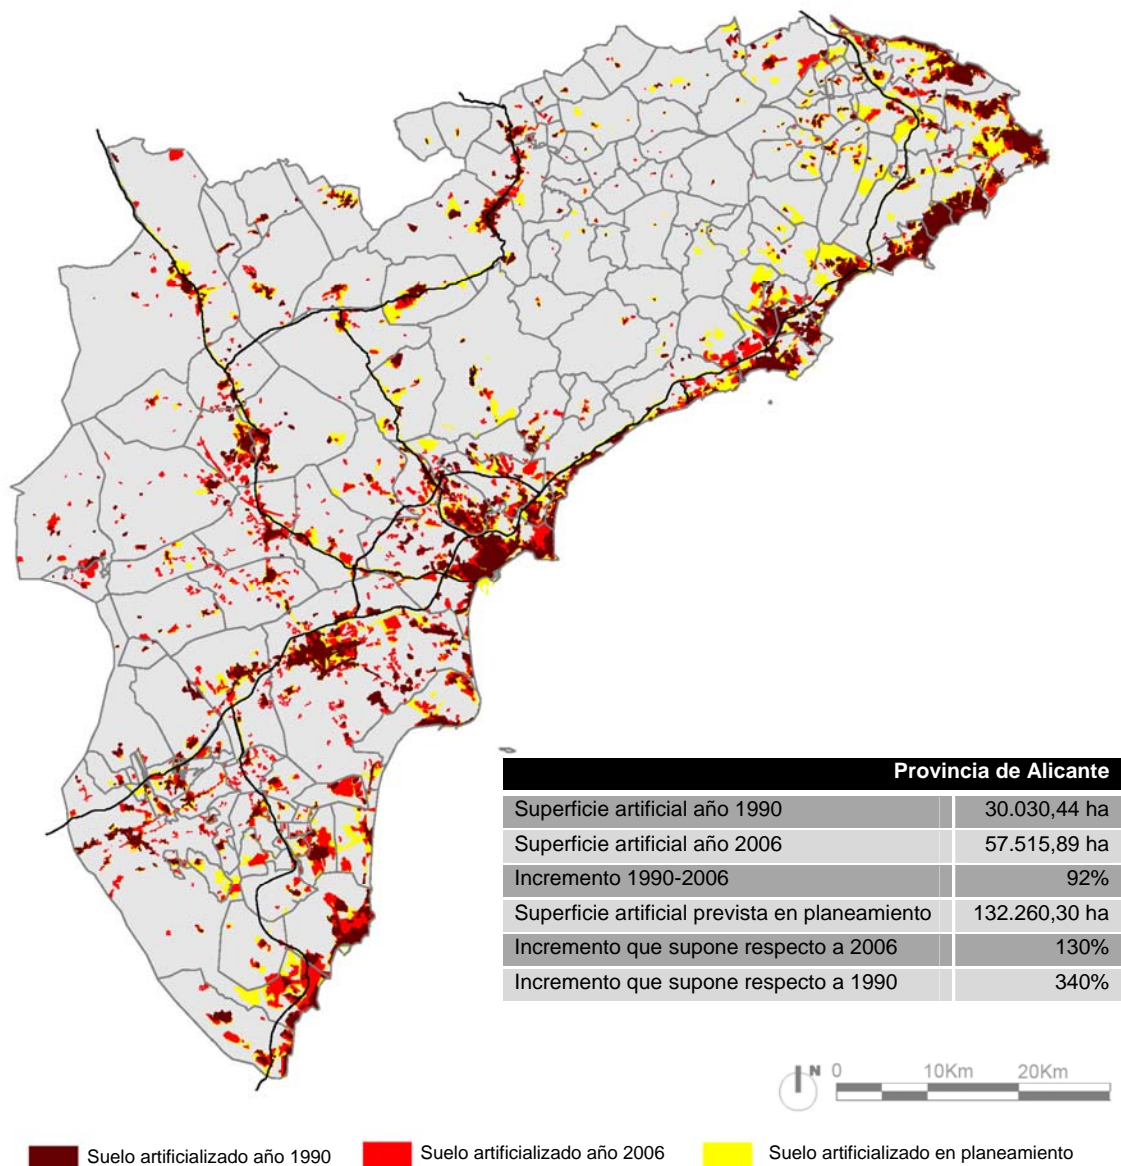 Provincia de Alicante
Superficie artificial año 1990 30.030,44 ha
Superficie artificial año 2006 57.515,89 ha
Incremento 1990-2006 92%
Superficie artificial prevista en planeamiento 132.260,30 ha
Incremento que supone respecto a 2006 130%
Incremento que supone respecto a 1990 340%
N 0 10Km 20Km
Suelo artificializado año 1990 Suelo artificializado año 2006 Suelo artificializado en planeamiento